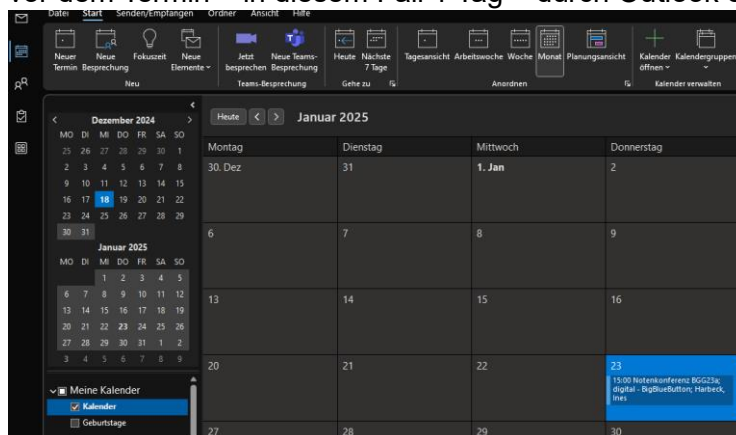 Datei Start Senden/Empfangen Ordner Ansicht Hilfe
Neuer Termin
Neue Besprechung
Fokuszeit
Neue Elemente
Neu
Jetzt besprechen
Neue Teams-Besprechung
Teams-Besprechung
Heute
Nächste 7 Tage
Gehe zu
Tagesansicht
Arbeitswoche
Woche
Monat
Planungsansicht
Anordnen
Kalender öffnen
Kalendergruppen
Kalender verwalten
Dezember 2024
MO DI MI DO FR SA SO
25 26 27 28 29 30 1
2 3 4 5 6 7 8
9 10 11 12 13 14 15
16 17 18 19 20 21 22
23 24 25 26 27 28 29
30 31
Januar 2025
MO DI MI DO FR SA SO
1 2 3 4 5
6 7 8 9 10 11 12
13 14 15 16 17 18 19
20 21 22 23 24 25 26
27 28 29 30 31 1 2
3 4 5 6 7 8 9
Meine Kalender
Kalender
Geburtstage
Heute < > Januar 2025
Montag Dienstag Mittwoch Donnerstag
30. Dez 31 1. Jan 2
6 7 8 9
13 14 15 16
20 21 22 23
15:00 Notenkonferenz BGG23a;
digital - BigBlueButton; Harbeck,
Ines
27 28 29 30